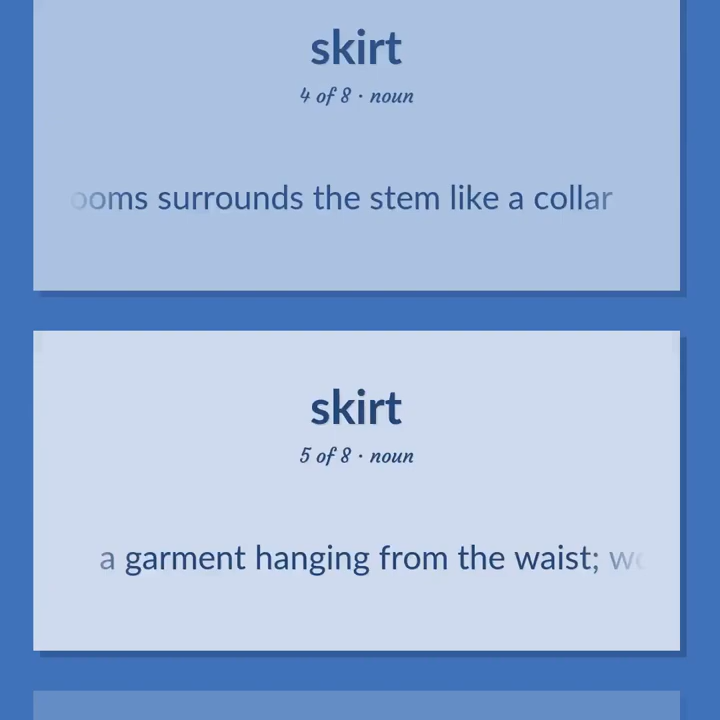 skirt
4 of 8 · noun
surrounds the stem like a collar
skirt
5 of 8 · noun
a garment hanging from the waist;